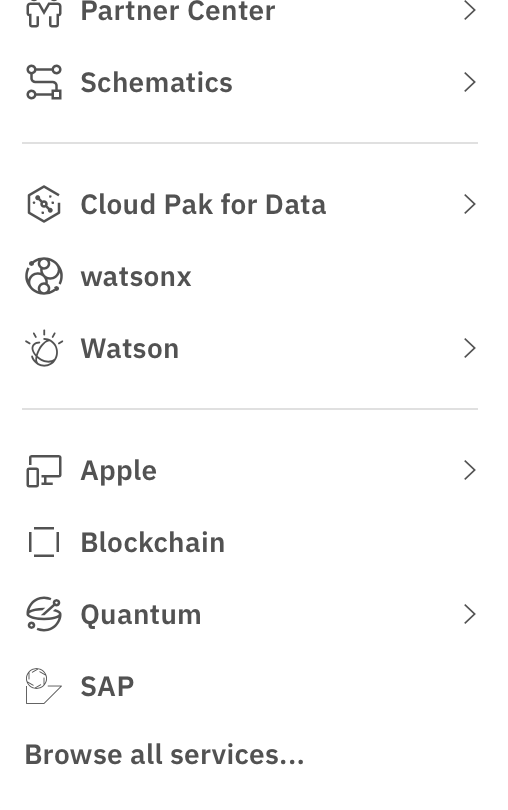 Partner Center
Schematics
Cloud Pak for Data
watsonx
Watson
Apple
Blockchain
Quantum
SAP
Browse all services...